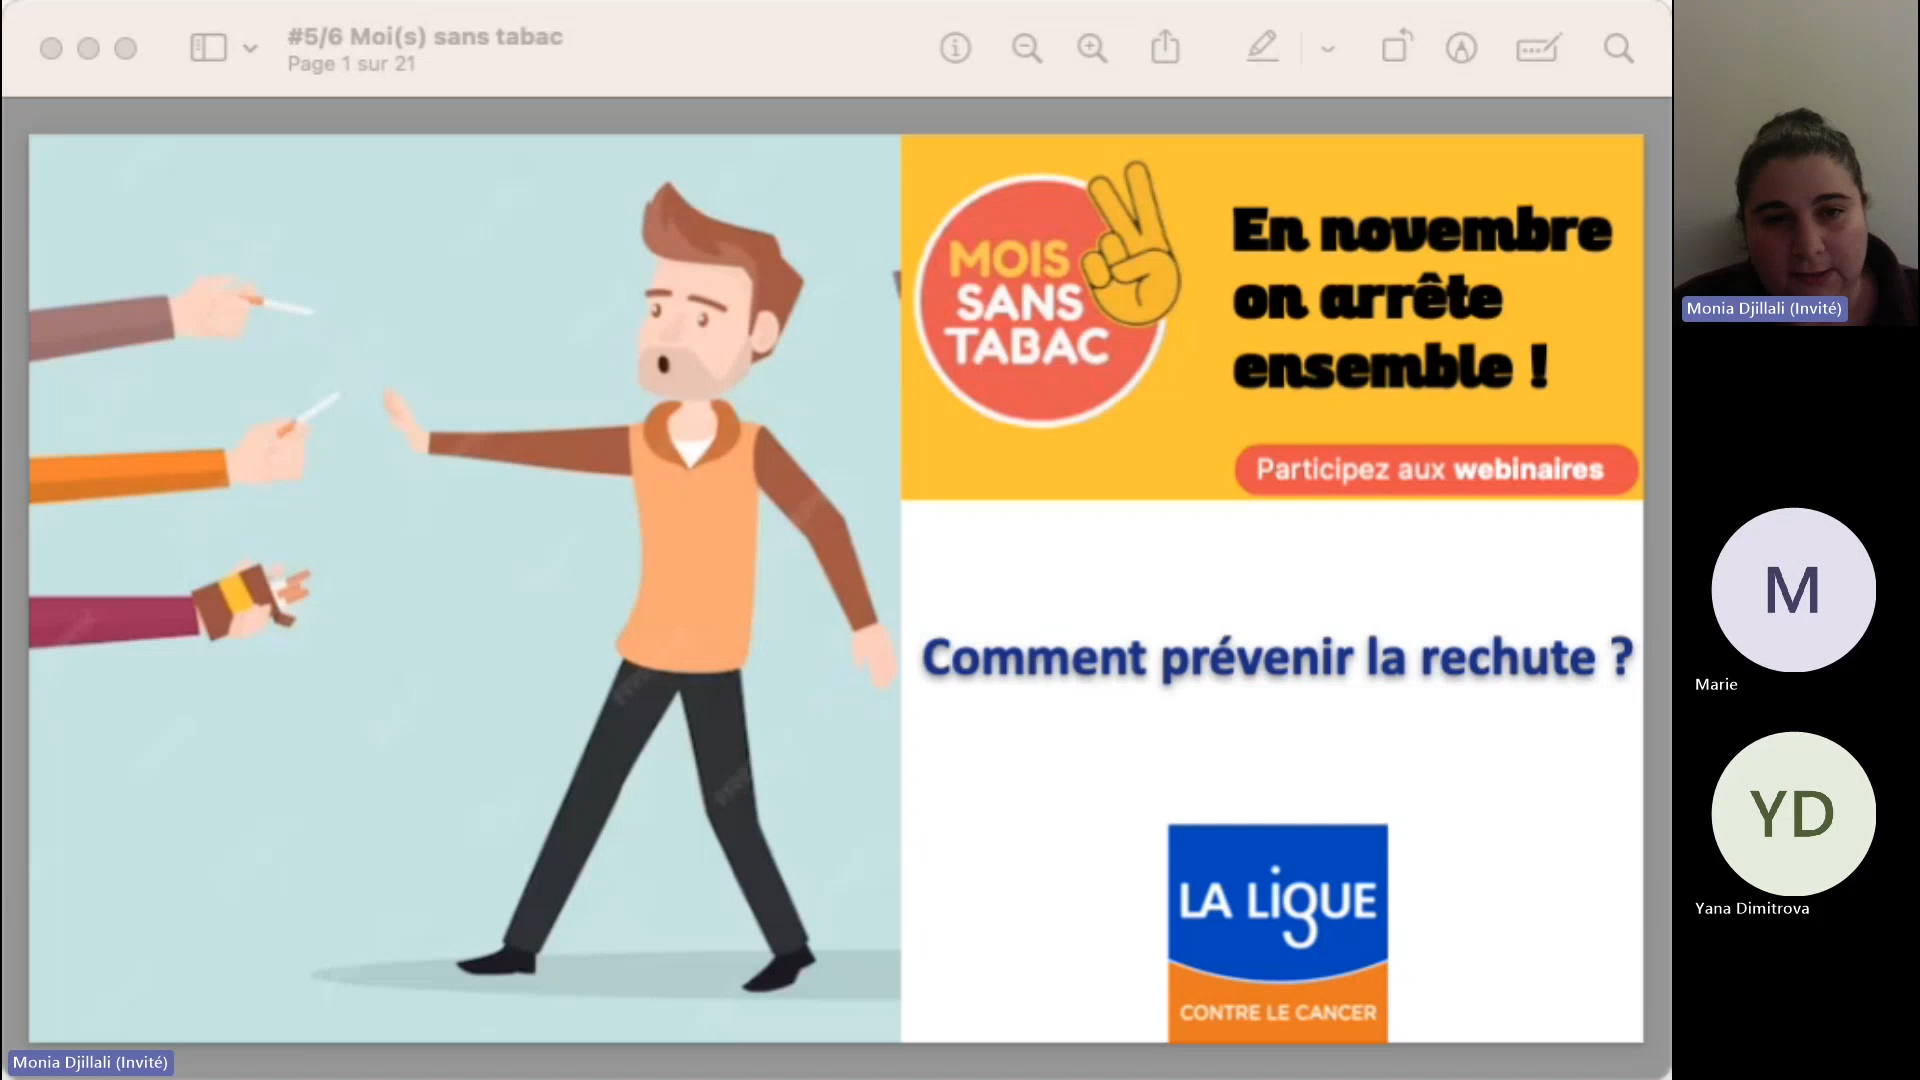 #5/6 Moi(s) sans tabac
Page 1 sur 21
MOIS
SANS
TABAC
En novembre
on arrête
ensemble !
Participez aux webinaires
Comment prévenir la rechute ?
LA LIGUE
CONTRE LE CANCER
Monia Djillali (Invité)
Monia Djillali (Invité)
M
Marie
YD
Yana Dimitrova